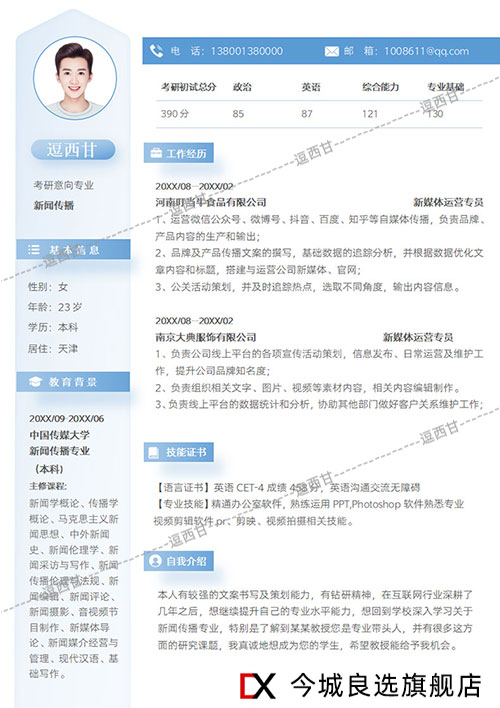 电 话：138001380000
邮 箱：1008611@qq.com
考研初试总分 政治 英语 综合能力 专业基础
390 分 85 87 121 130
逗西甘
考研意向专业
新闻传播
基本信息
性别：女
年龄：23 岁
学历：本科
居住：天津
教育背景
20XX/09-20XX/06
中国传媒大学
新闻传播专业
（本科）
主修课程：
新闻学概论、传播学
概论、马克思主义新
闻思想、中外新闻
史、新闻伦理学、新
闻采访与写作、新闻
传播伦理与法规、新
闻编辑、新闻评论、
新闻摄影、音视频节
目制作、新媒体导
论、新闻媒介经营与
管理、现代汉语、基
础写作。
工作经历
20XX/08--20XX/02
河南叮当牛食品有限公司 新媒体运营专员
1、运营微信公众号、微博号、抖音、百度、知乎等自媒体传播，负责品牌、
产品内容的生产和输出；
2、品牌及产品传播文案的撰写，基础数据的追踪分析，并根据数据优化文
章内容和标题，搭建与运营公司新媒体、官网；
3、公关活动策划，并及时追踪热点，选取不同角度，输出内容信息。
20XX/08--20XX/02
南京大典服饰有限公司 新媒体运营专员
1、负责公司线上平台的各项宣传活动策划，信息发布、日常运营及维护工
作，提升公司品牌知名度；
2、负责组织相关文字、图片、视频等素材内容，相关内容编辑制作。
3、负责线上平台的数据统计和分析，协助其他部门做好客户关系维护工作；
技能证书
【语言证书】英语 CET-4 成绩 458 分，英语沟通交流无障碍
【专业技能】精通办公室软件，熟练运用 PPT,Photoshop 软件熟悉专业
视频剪辑软件 pr、剪映、视频拍摄相关技能。
自我介绍
本人有较强的文案书写及策划能力，有钻研精神，在互联网行业深耕了
几年之后，想继续提升自己的专业水平能力，想回到学校深入学习关于
新闻传播专业，特别是了解到某某教授您是专业带头人，并有很多这方
面的研究课题，我真诚地想成为您的学生，希望教授能给予我机会。
逗西甘
逗西甘
逗西甘
逗西甘
逗西甘
逗西甘
DX 今城良选旗舰店